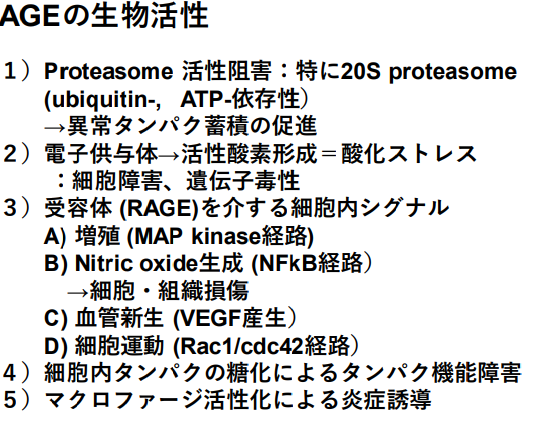 AGEの生物活性
１）Proteasome 活性阻害：特に20S proteasome
(ubiquitin-,  ATP-依存性）
→異常タンパク蓄積の促進
２）電子供与体→活性酸素形成＝酸化ストレス
：細胞障害、遺伝子毒性
３）受容体 (RAGE)を介する細胞内シグナル
A) 増殖 (MAP kinase経路)
B) Nitric oxide生成 (NFkB経路）
→細胞・組織損傷
C) 血管新生 (VEGF産生）
D) 細胞運動 (Rac1/cdc42経路）
４）細胞内タンパクの糖化によるタンパク機能障害
５）マクロファージ活性化による炎症誘導